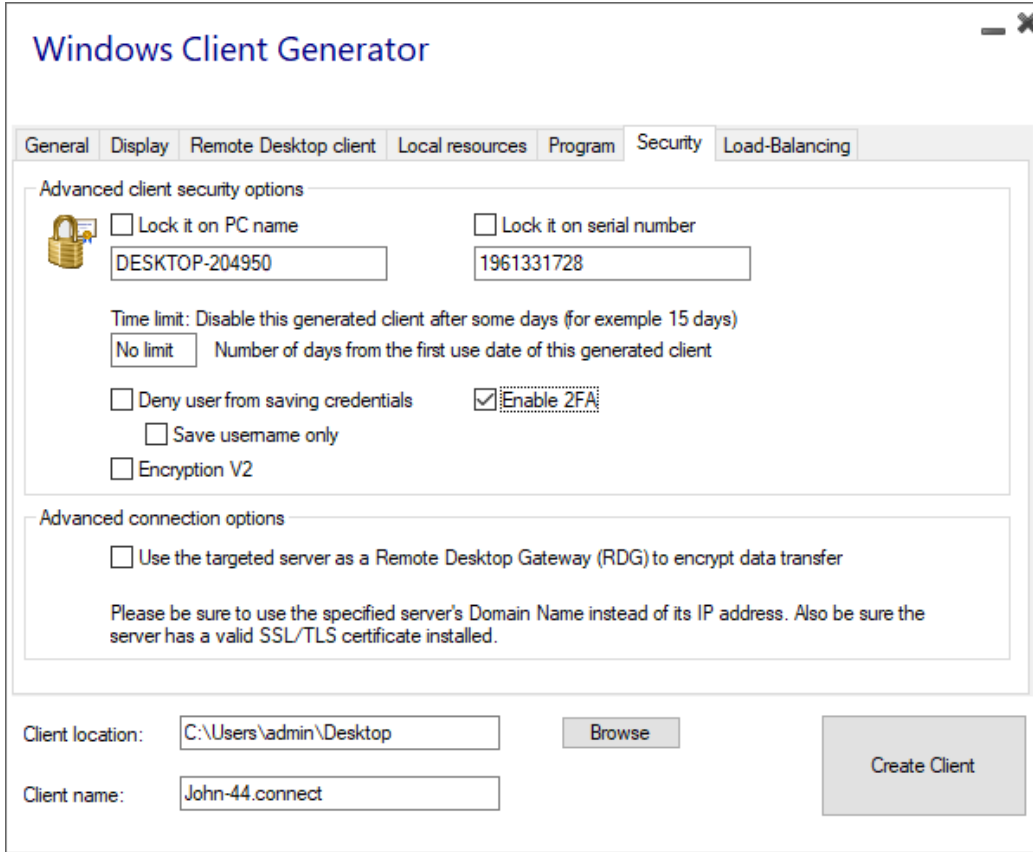 Windows Client Generator
General Display Remote Desktop client Local resources Program Security Load-Balancing
Advanced client security options
Lock it on PC name Lock it on serial number
DESKTOP-204950 1961331728
Time limit: Disable this generated client after some days (for exemple 15 days)
No limit Number of days from the first use date of this generated client
Deny user from saving credentials Enable 2FA
Save username only
Encryption V2
Advanced connection options
Use the targeted server as a Remote Desktop Gateway (RDG) to encrypt data transfer
Please be sure to use the specified server's Domain Name instead of its IP address. Also be sure the
server has a valid SSL/TLS certificate installed.
Client location: C:\Users\admin\Desktop Browse
Create Client
Client name: John-44.connect